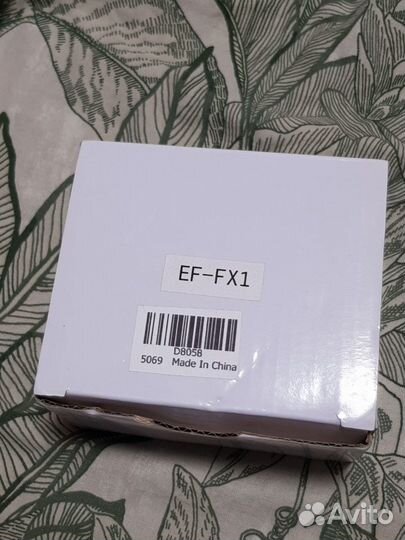 EF-FX1
D8058
5069 Made In China
Avito